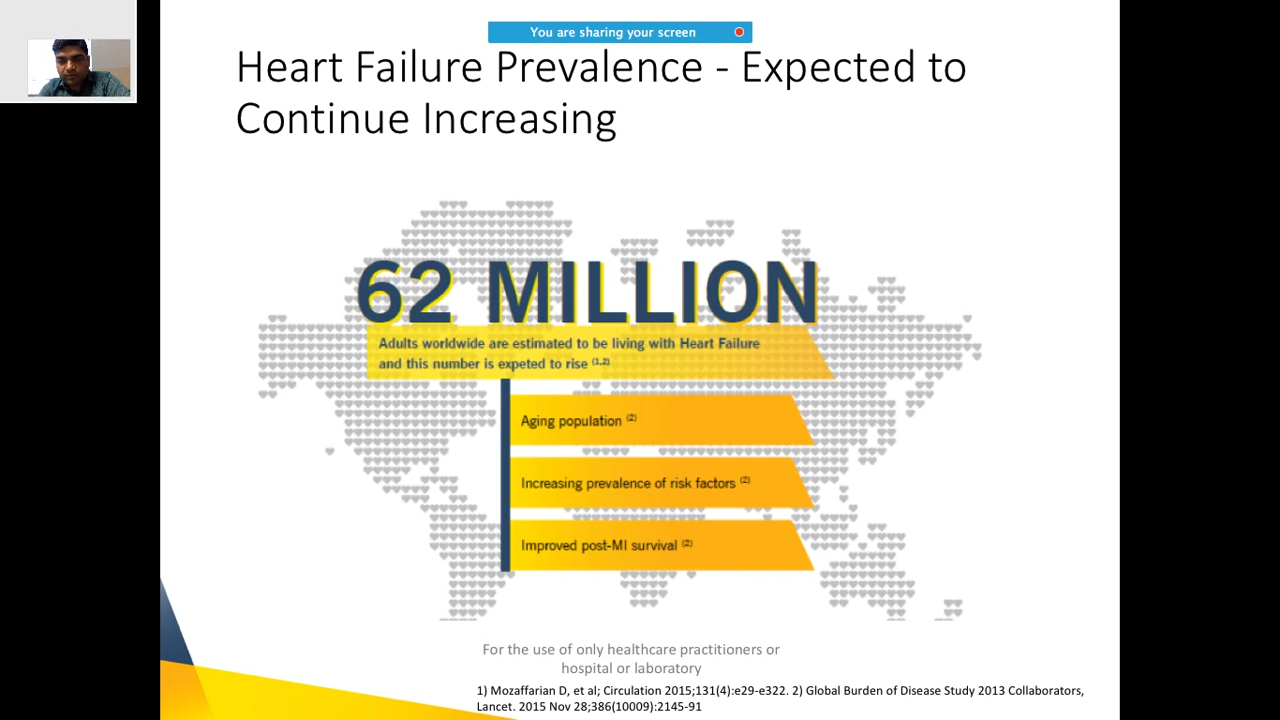 You are sharing your screen
Heart Failure Prevalence - Expected to
Continue Increasing
62 MILLION
Adults worldwide are estimated to be living with Heart Failure
and this number is expeted to rise (1,2)
Aging population (2)
Increasing prevalence of risk factors (2)
Improved post-MI survival (2)
For the use of only healthcare practitioners or
hospital or laboratory
1) Mozaffarian D, et al; Circulation 2015;131(4):e29-e322. 2) Global Burden of Disease Study 2013 Collaborators,
Lancet. 2015 Nov 28;386(10009):2145-91